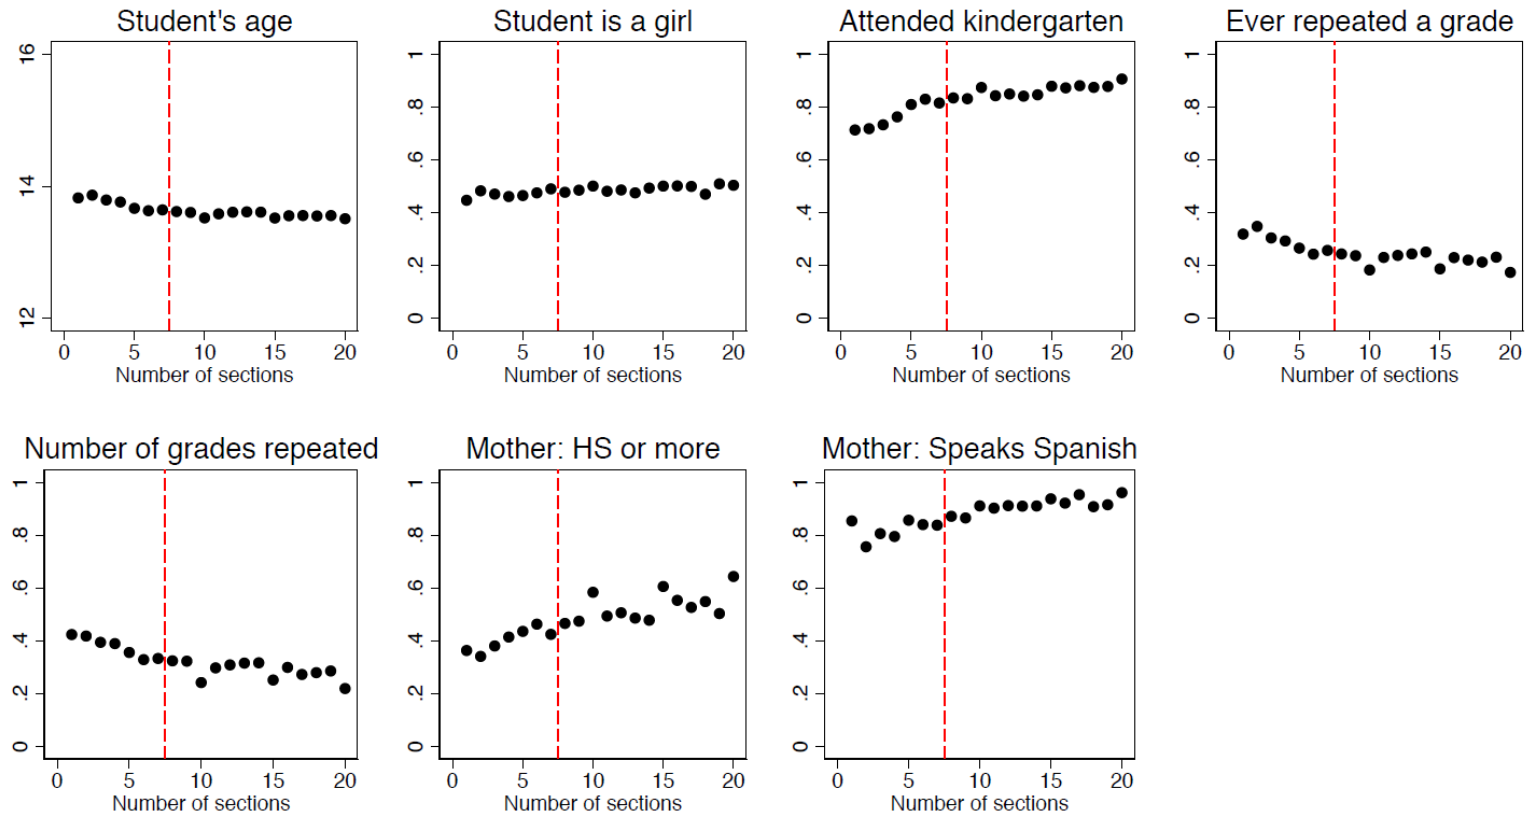 Student's age
16
14
12
0 5 10 15 20
Number of sections
Student is a girl
1
.8
.6
.4
.2
0
0 5 10 15 20
Number of sections
Attended kindergarten
1
.8
.6
.4
.2
0
0 5 10 15 20
Number of sections
Ever repeated a grade
1
.8
.6
.4
.2
0
0 5 10 15 20
Number of sections
Number of grades repeated
1
.8
.6
.4
.2
0
0 5 10 15 20
Number of sections
Mother: HS or more
1
.8
.6
.4
.2
0
0 5 10 15 20
Number of sections
Mother: Speaks Spanish
1
.8
.6
.4
.2
0
0 5 10 15 20
Number of sections